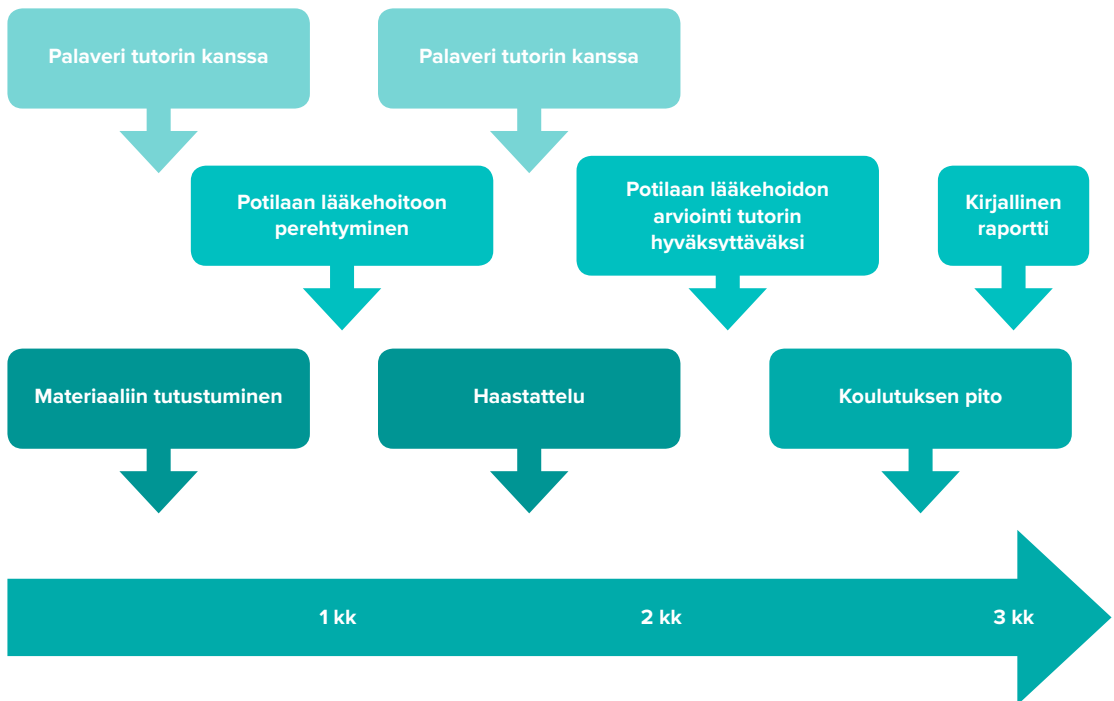 Palaveri tutorin kanssa
Palaveri tutorin kanssa
Potilaan lääkehoitoon
perehtyminen
Potilaan lääkehoidon
arviointi tutorin
hyväksyttäväksi
Kirjallinen
raportti
Materiaaliin tutustuminen
Haastattelu
Koulutuksen pito
1 kk
2 kk
3 kk